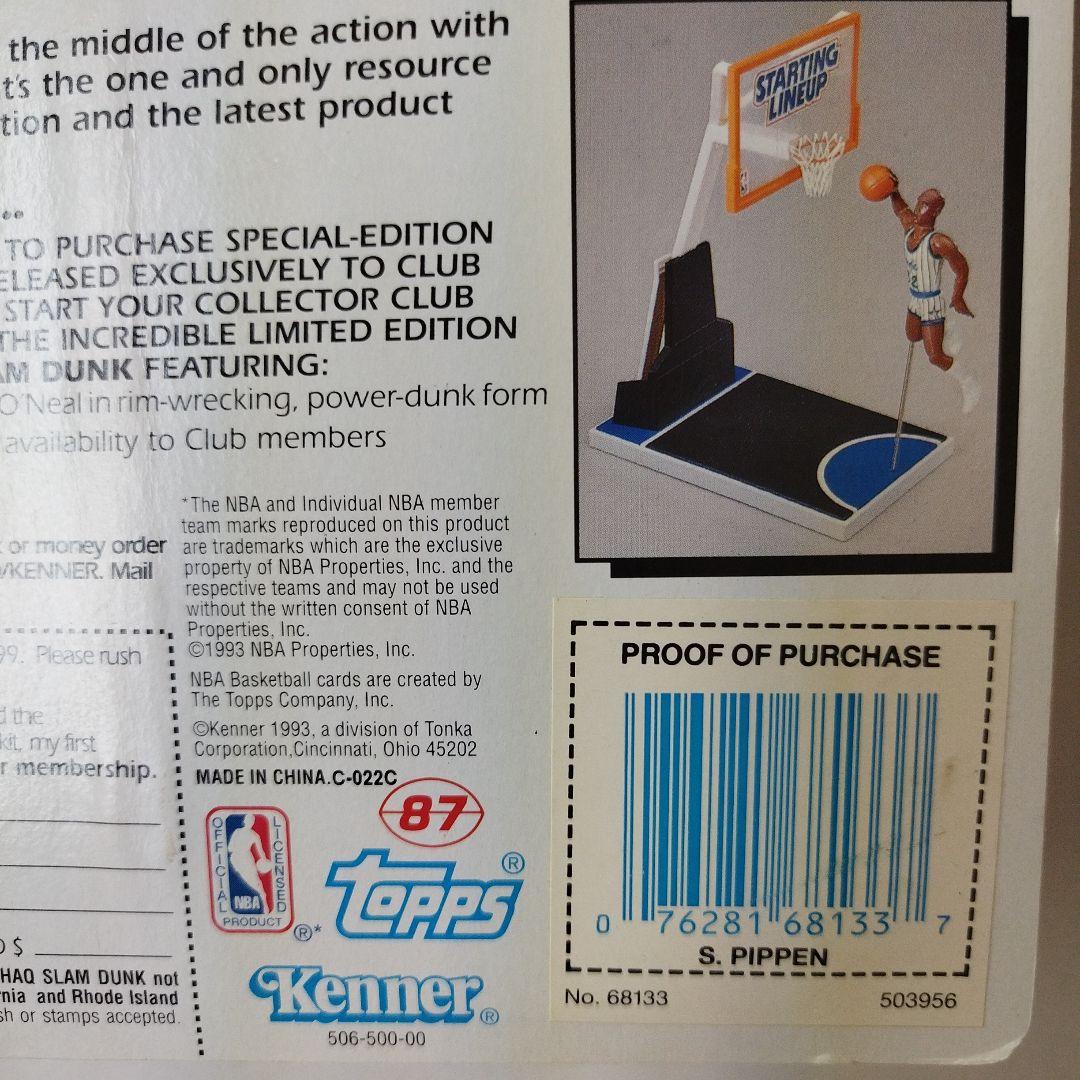 the middle of the action with
t's the one and only resource
tion and the latest product
TO PURCHASE SPECIAL-EDITION
ELEASED EXCLUSIVELY TO CLUB
START YOUR COLLECTOR CLUB
THE INCREDIBLE LIMITED EDITION
AM DUNK FEATURING:
O'Neal in rim-wrecking, power-dunk form
availability to Club members
*The NBA and Individual NBA member
team marks reproduced on this product
are trademarks which are the exclusive
property of NBA Properties, Inc. and the
respective teams and may not be used
without the written consent of NBA
Properties, Inc.
©1993 NBA Properties, Inc.
NBA Basketball cards are created by
The Topps Company, Inc.
©Kenner 1993, a division of Tonka
Corporation,Cincinnati, Ohio 45202
MADE IN CHINA.C-022C
or money order
/KENNER. Mail
99. Please rush
d the
kit, my first
r membership.
$
HAQ SLAM DUNK not
rnia and Rhode Island
sh or stamps accepted.
87
OFFICIAL LICENSED
NBA
PRODUCT
®*
Topps®
Kenner®
506-500-00
STARTING
LINEUP
PROOF OF PURCHASE
0 76281 68133 7
S. PIPPEN
No. 68133 503956